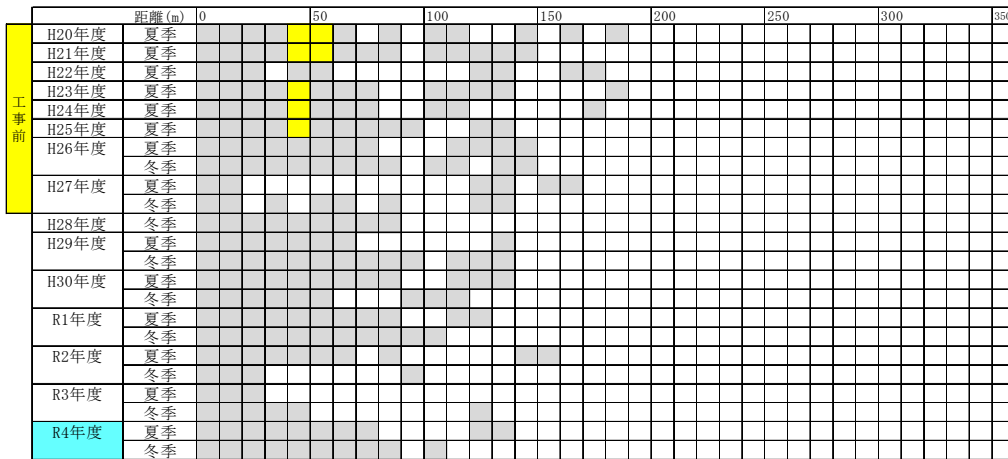 距離(m) 0 50 100 150 200 250 300 350
工事前
H20年度 夏季
H21年度 夏季
H22年度 夏季
H23年度 夏季
H24年度 夏季
H25年度 夏季
H26年度 夏季
冬季
H27年度 夏季
冬季
H28年度 冬季
H29年度 夏季
冬季
H30年度 夏季
冬季
R1年度 夏季
冬季
R2年度 夏季
冬季
R3年度 夏季
冬季
R4年度 夏季
冬季